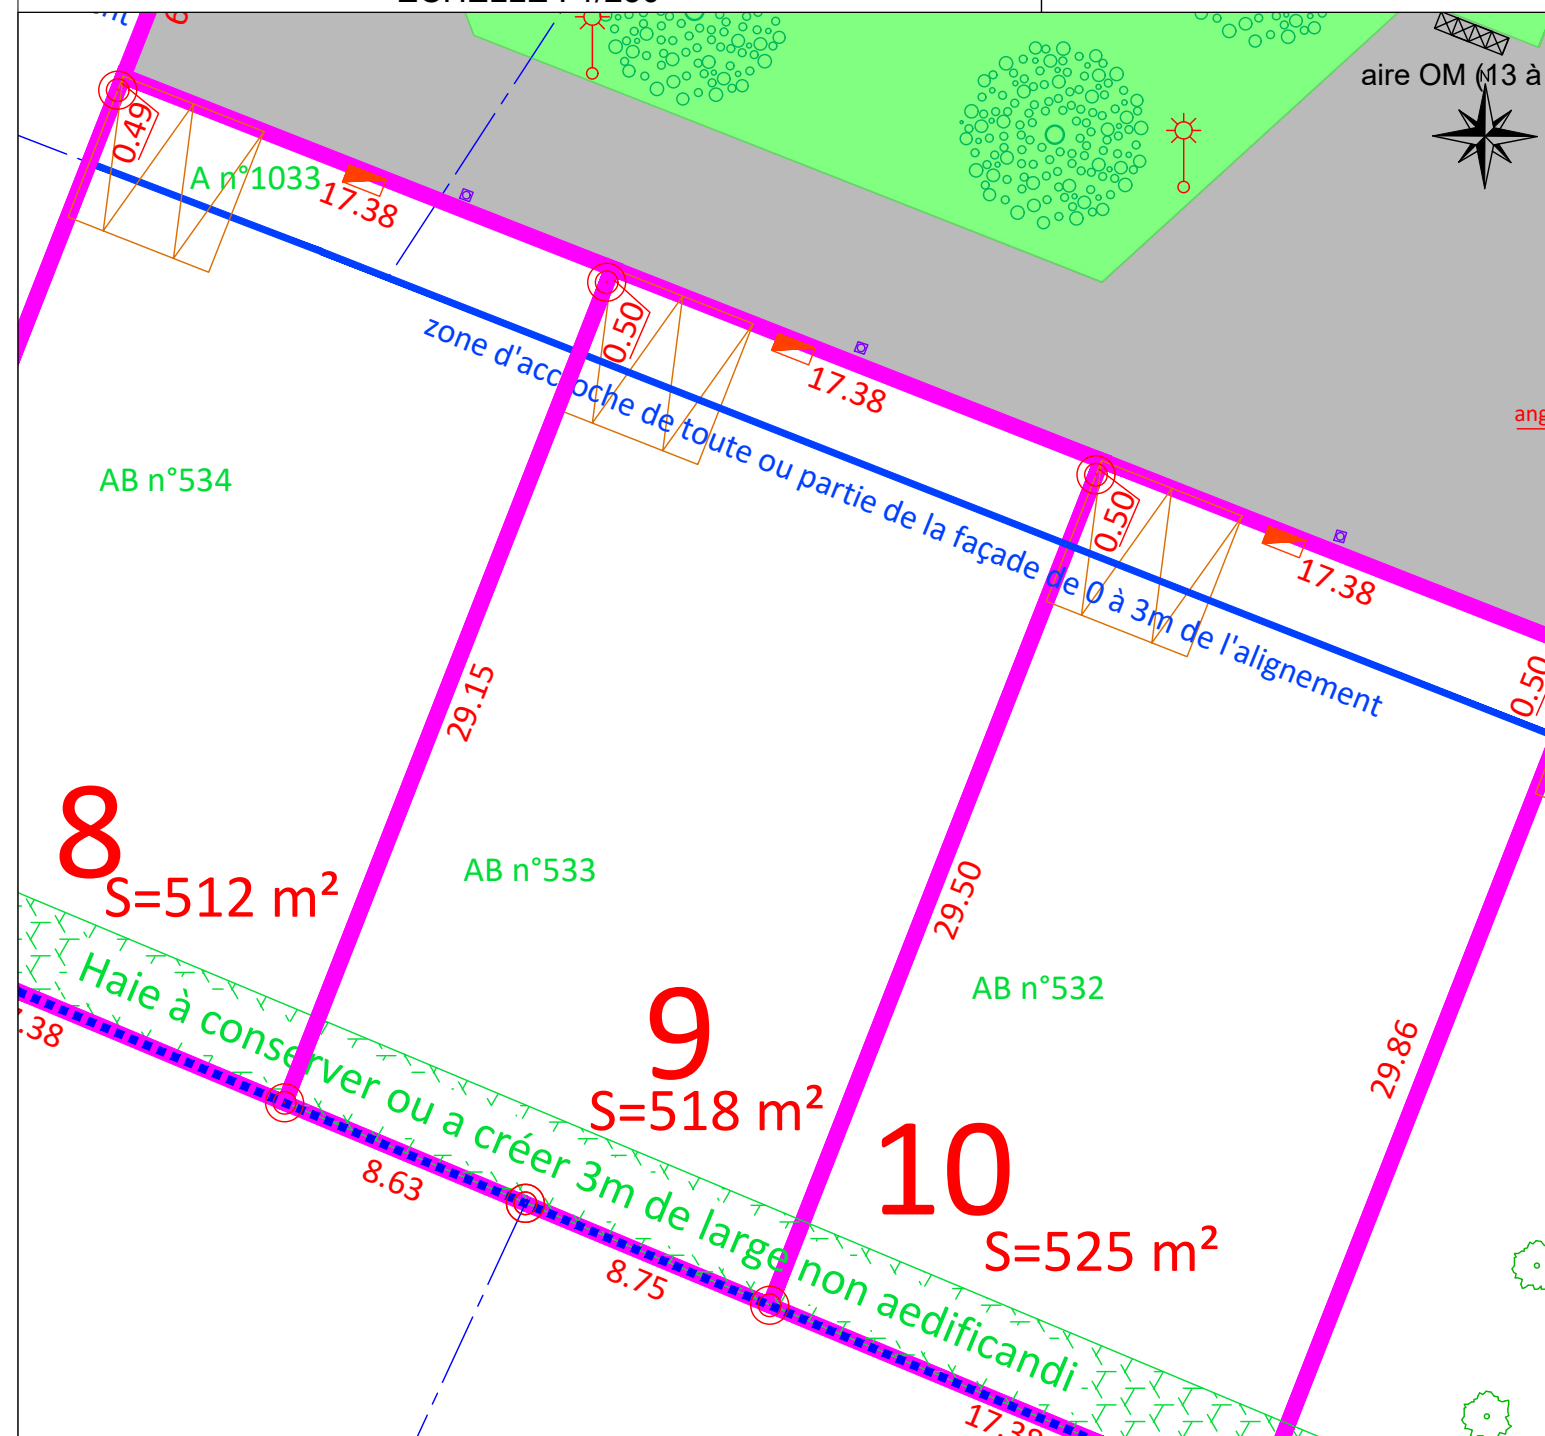 aire OM (13 à
N
0.49
A n°1033
17.38
0.50
17.38
zone d'accroche de toute ou partie de la façade de 0 à 3m de l'alignement
0.50
17.38
0.50
AB n°534
29.15
8
S=512 m²
AB n°533
29.50
9
S=518 m²
AB n°532
29.86
10
S=525 m²
Haie à conserver ou a créer 3m de large non aedificandi
.38
8.63
8.75
17.38